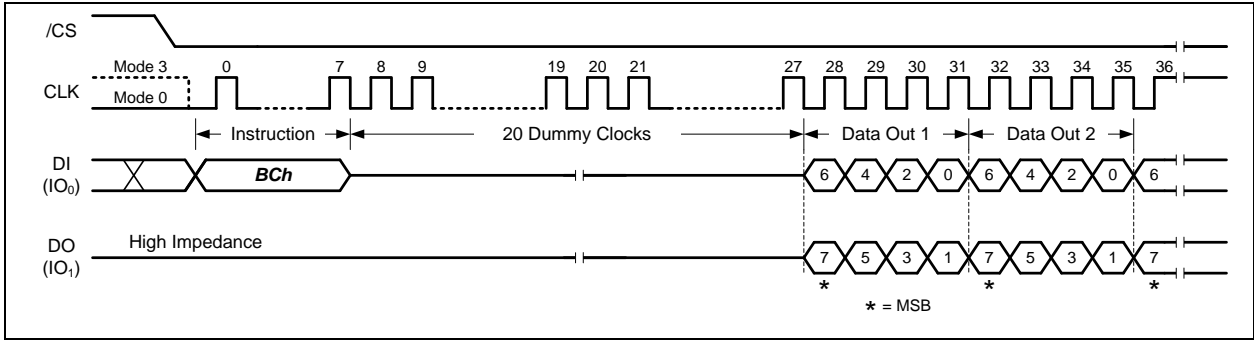 /CS
Mode 3 0 7 8 9 19 20 21 27 28 29 30 31 32 33 34 35 36
CLK
Mode 0
Instruction 20 Dummy Clocks Data Out 1 Data Out 2
DI
(IO₀)
BCh 6 4 2 0 6 4 2 0 6
High Impedance
DO
(IO₁)
7 5 3 1 7 5 3 1 7
* * *
* = MSB